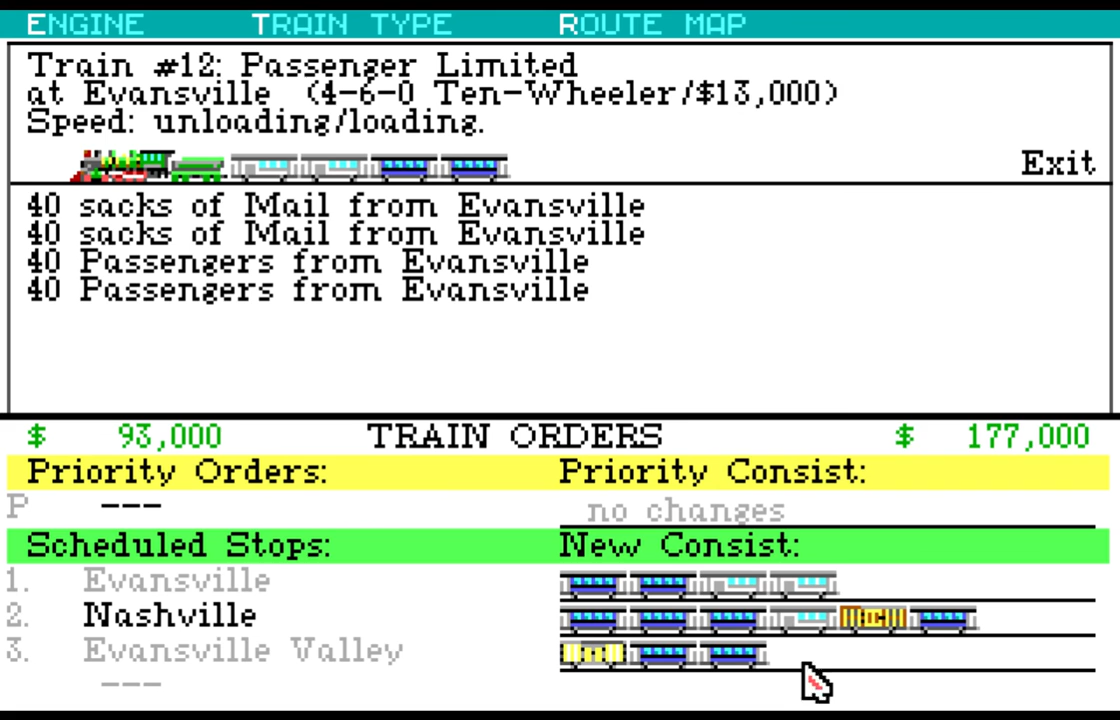 ENGINE TRAIN TYPE ROUTE MAP
Train #12: Passenger Limited
at Evansville (4-6-0 Ten-Wheeler/$13,000)
Speed: unloading/loading.
Exit
40 sacks of Mail from Evansville
40 sacks of Mail from Evansville
40 Passengers from Evansville
40 Passengers from Evansville
$ 93,000 TRAIN ORDERS $ 177,000
Priority Orders: Priority Consist:
P --- no changes
Scheduled Stops: New Consist:
1. Evansville
2. Nashville
3. Evansville Valley
---